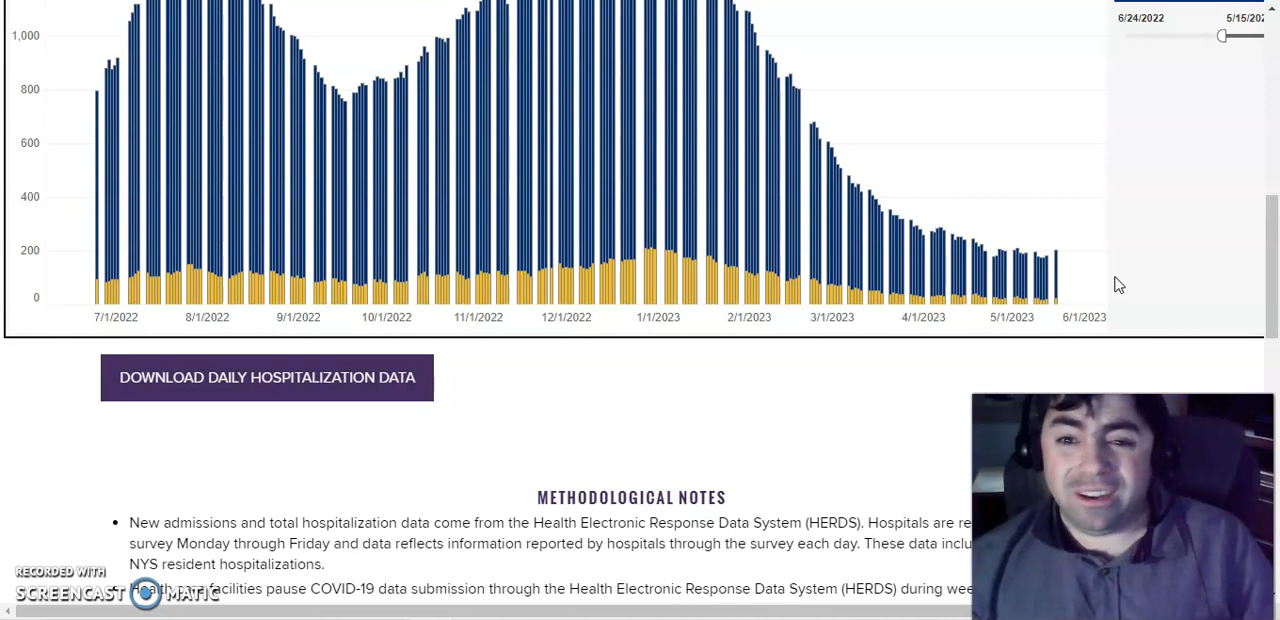 6/24/2022 5/15/202
1,000
800
600
400
200
0
7/1/2022 8/1/2022 9/1/2022 10/1/2022 11/1/2022 12/1/2022 1/1/2023 2/1/2023 3/1/2023 4/1/2023 5/1/2023 6/1/2023
DOWNLOAD DAILY HOSPITALIZATION DATA
METHODOLOGICAL NOTES
• New admissions and total hospitalization data come from the Health Electronic Response Data System (HERDS). Hospitals are re
survey Monday through Friday and data reflects information reported by hospitals through the survey each day. These data inclu
NYS resident hospitalizations.
RECORDED WITH
SCREENCAST MATIC
facilities pause COVID-19 data submission through the Health Electronic Response Data System (HERDS) during wee